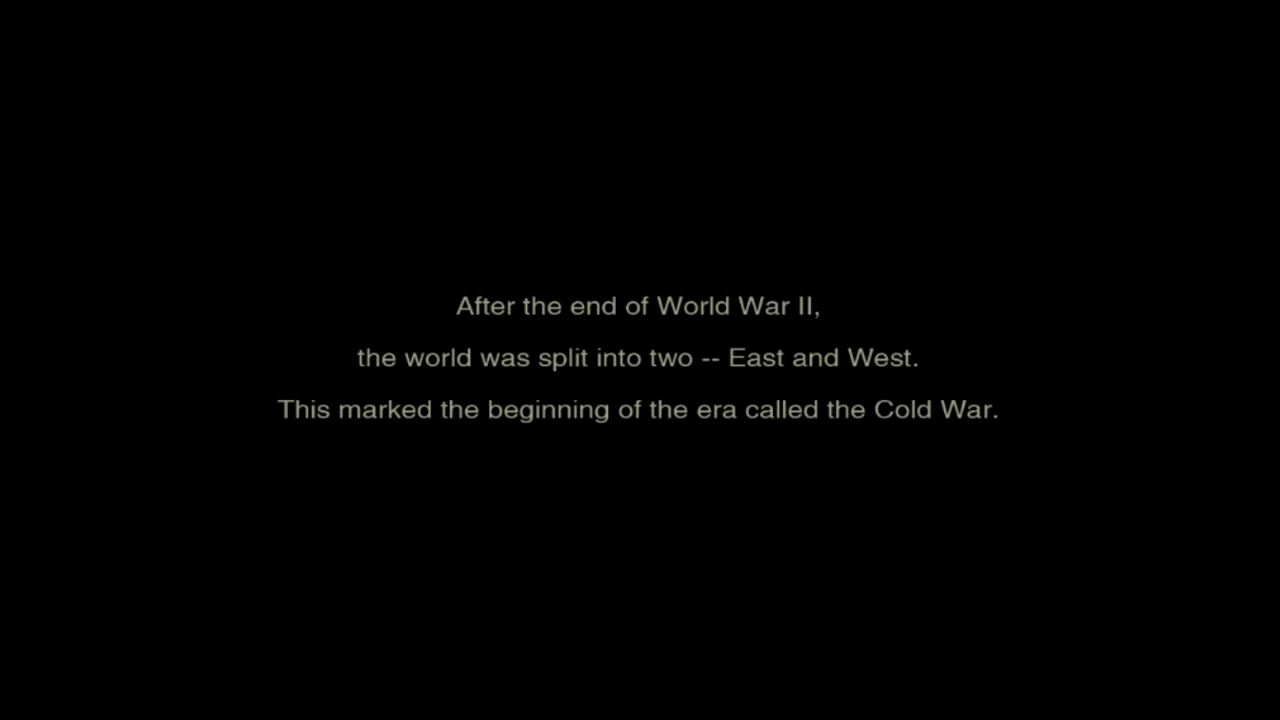 After the end of World War II,
the world was split into two -- East and West.
This marked the beginning of the era called the Cold War.